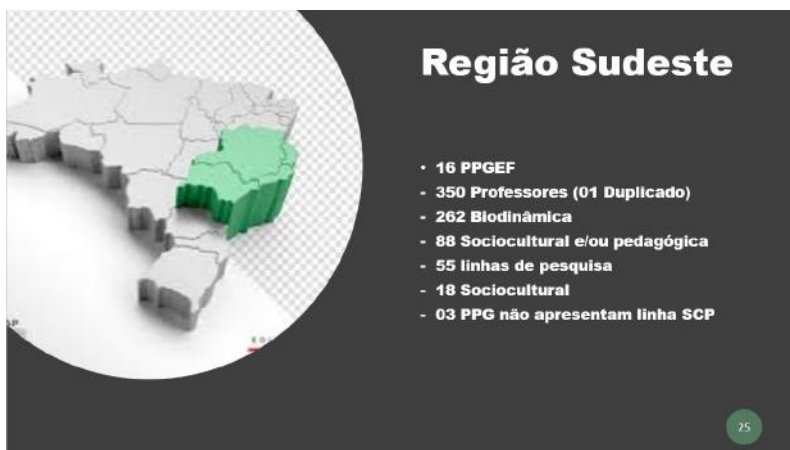 Região Sudeste
• 16 PPGEF
- 350 Professores (01 Duplicado)
- 262 Biodinâmica
- 88 Sociocultural e/ou pedagógica
- 55 linhas de pesquisa
- 18 Sociocultural
- 03 PPG não apresentam linha SCP
25